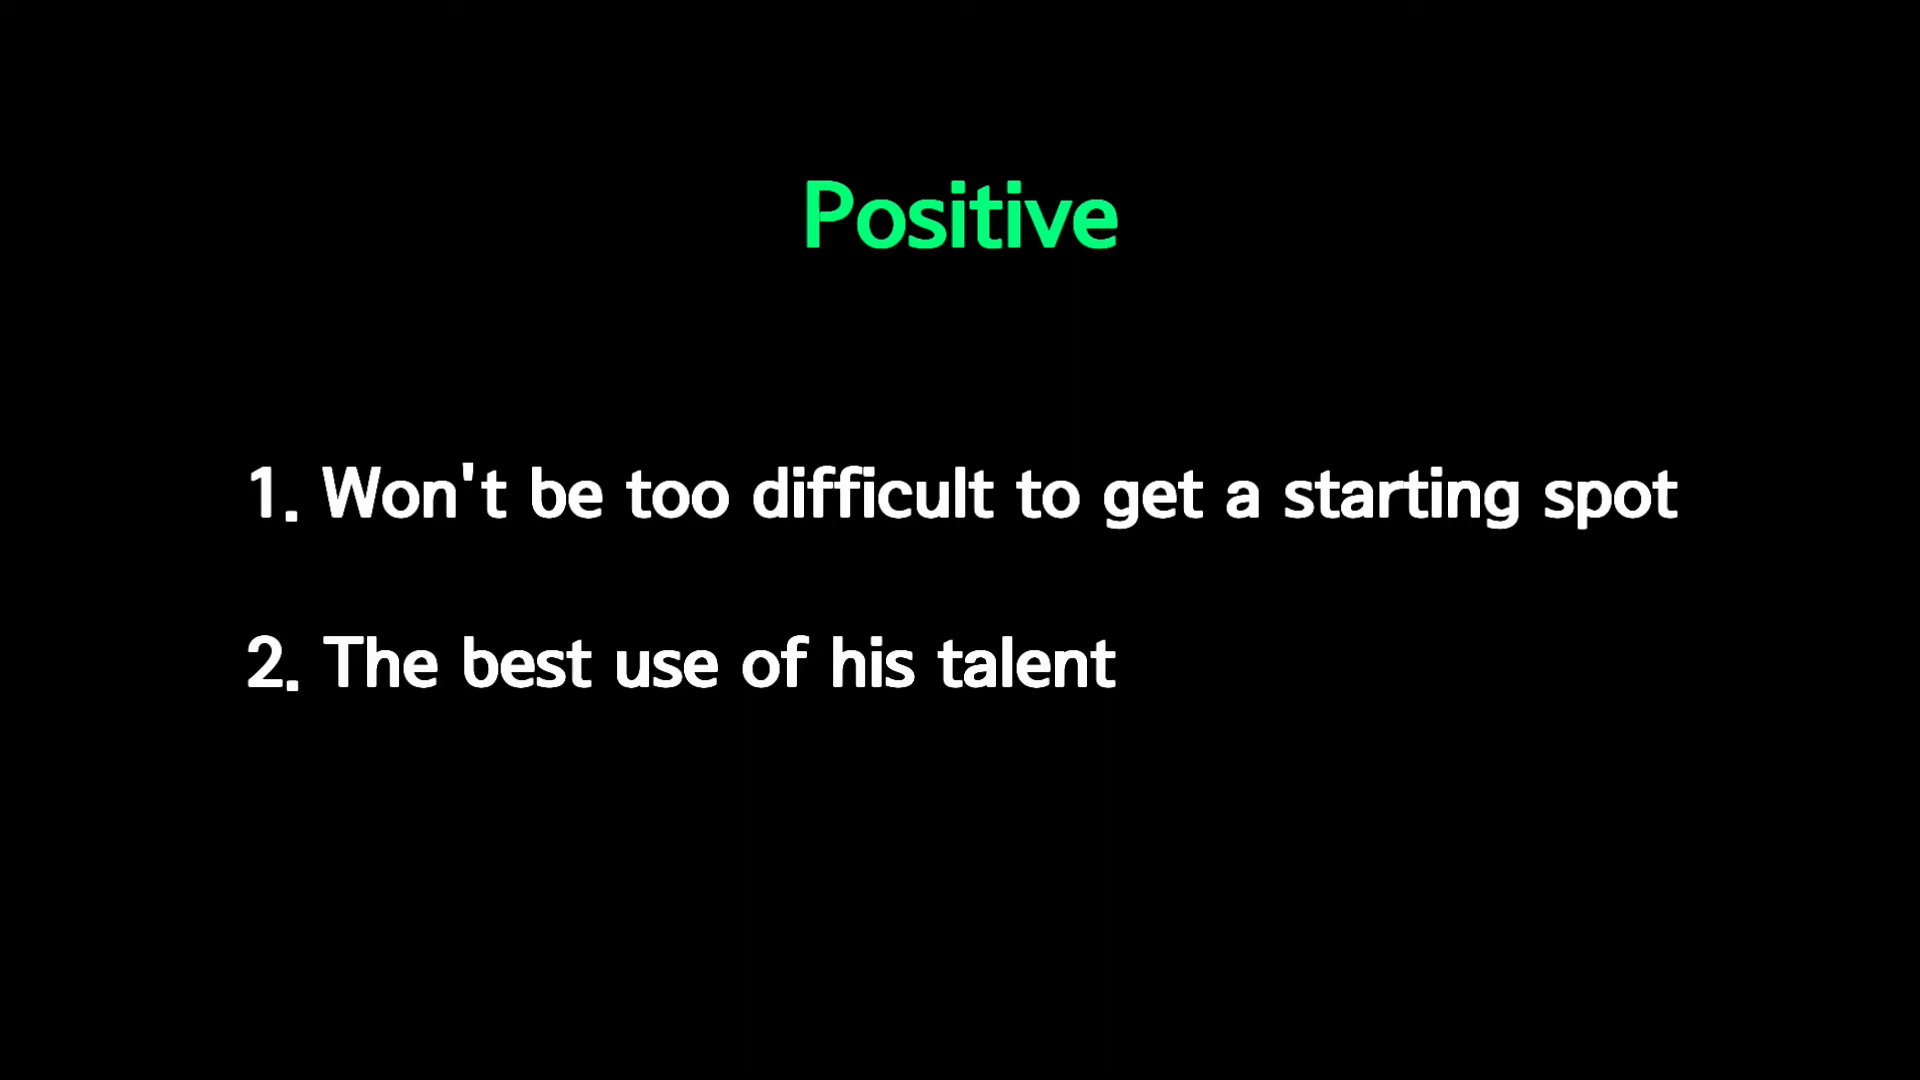 Positive
1. Won't be too difficult to get a starting spot
2. The best use of his talent